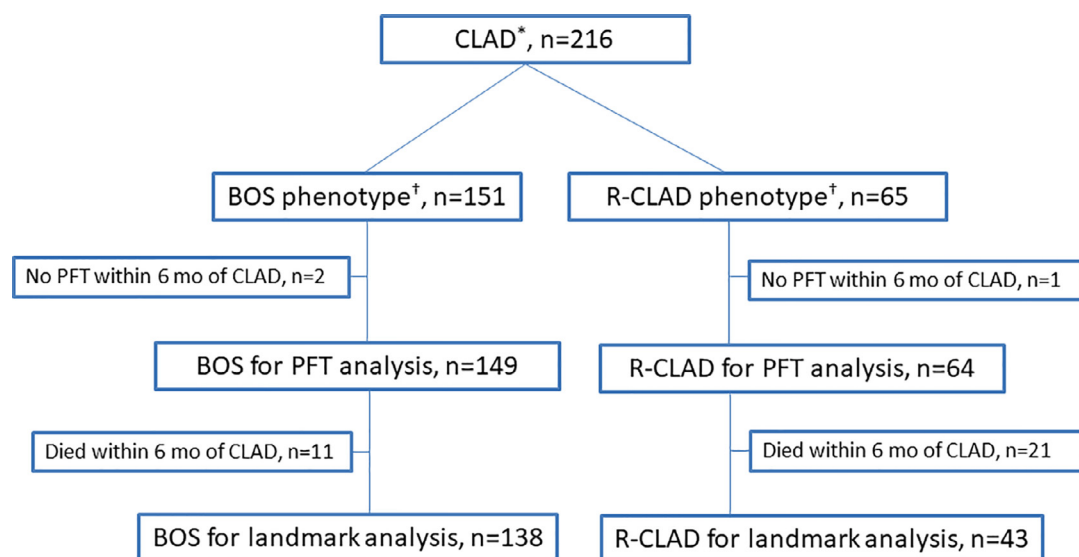 CLAD*, n=216
BOS phenotype†, n=151
R-CLAD phenotype†, n=65
No PFT within 6 mo of CLAD, n=2
No PFT within 6 mo of CLAD, n=1
BOS for PFT analysis, n=149
R-CLAD for PFT analysis, n=64
Died within 6 mo of CLAD, n=11
Died within 6 mo of CLAD, n=21
BOS for landmark analysis, n=138
R-CLAD for landmark analysis, n=43